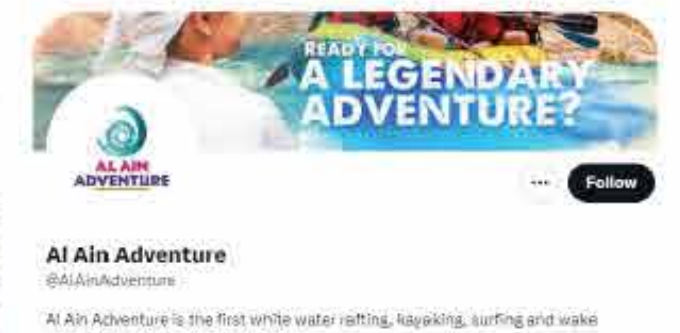 READY FOR
A LEGENDARY
ADVENTURE?
AL AIN
ADVENTURE
...
Follow
Al Ain Adventure
@AlAinAdventure
Al Ain Adventure is the first white water rafting, kayaking, surfing and wake